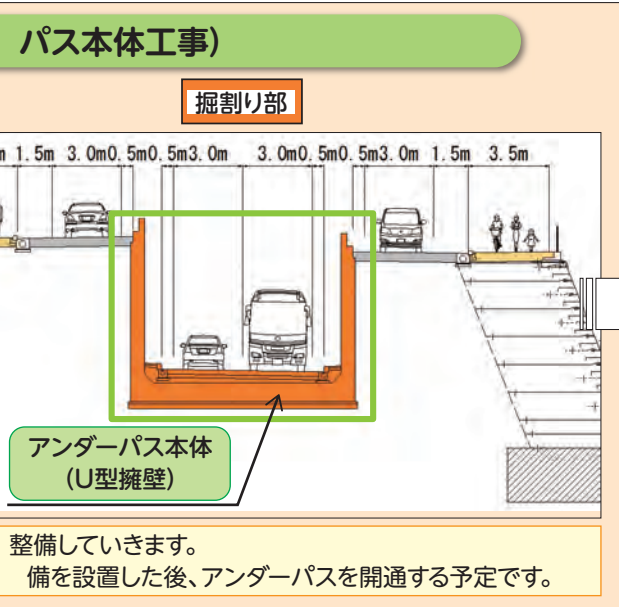 パス本体工事)
掘割り部
m 1.5m 3.0m0.5m0.5m3.0m 3.0m0.5m0.5m3.0m 1.5m 3.5m
アンダーパス本体
(U型擁壁)
整備していきます。
備を設置した後、アンダーパスを開通する予定です。